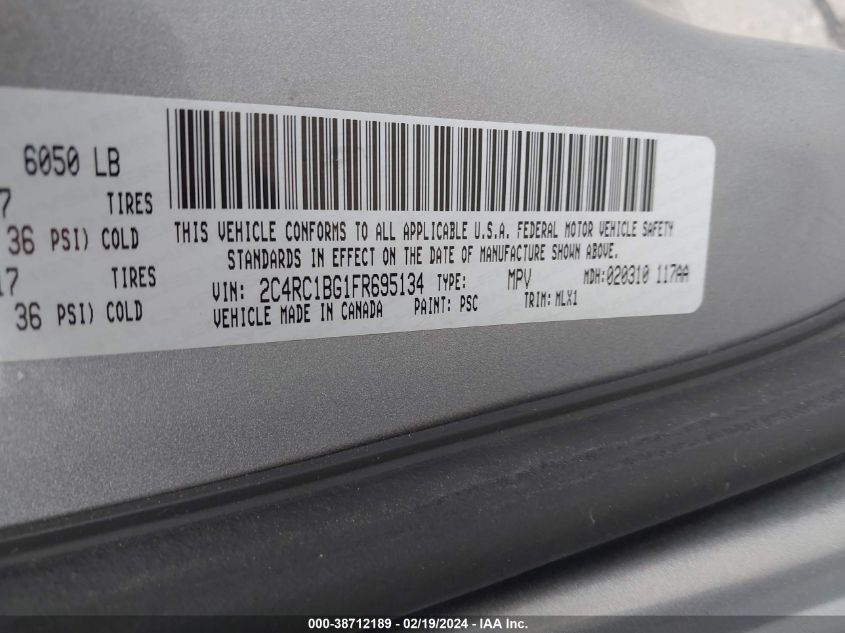 6050 LB
7 TIRES
36 PSI) COLD
17 TIRES
36 PSI) COLD
THIS VEHICLE CONFORMS TO ALL APPLICABLE U.S.A. FEDERAL MOTOR VEHICLE SAFETY
STANDARDS IN EFFECT ON THE DATE OF MANUFACTURE SHOWN ABOVE.
VIN: 2C4RC1BG1FR695134 TYPE: MPV MDH:020310 117AA
VEHICLE MADE IN CANADA PAINT: PSC TRIM: MLX1
000-38712189 - 02/19/2024 - IAA Inc.